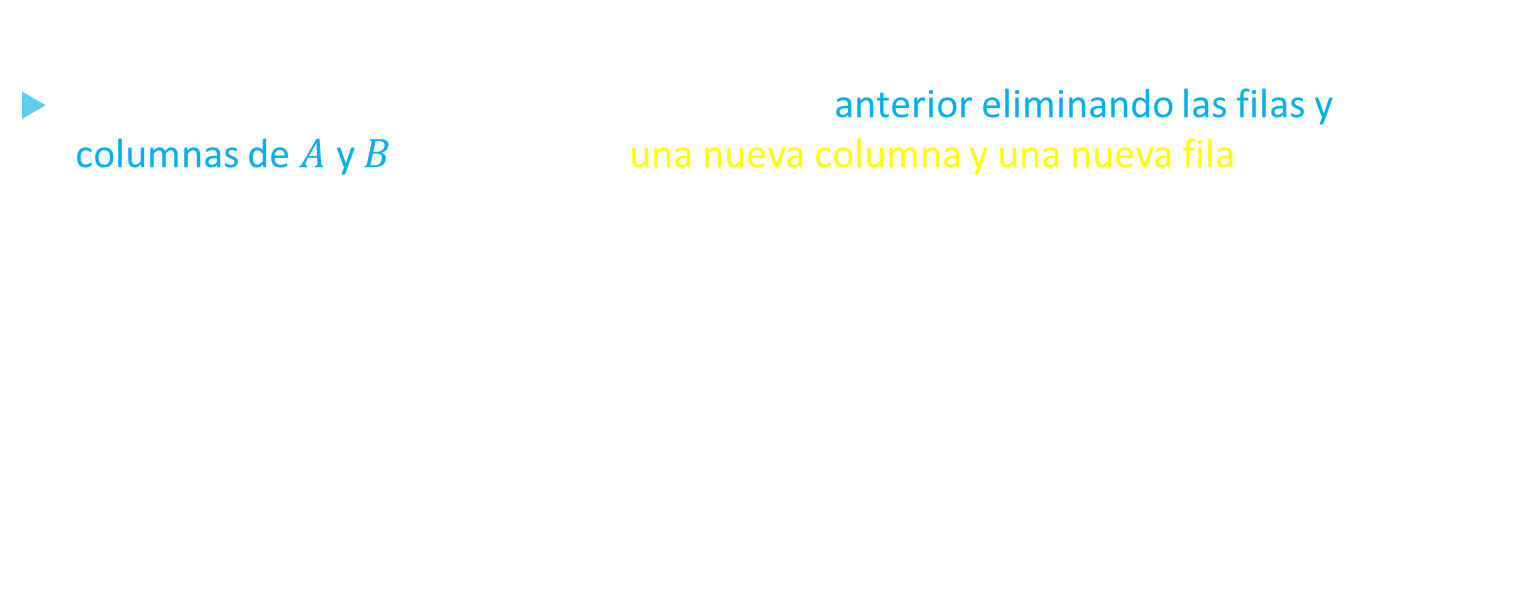 anterior eliminando las filas y
columnas de A y B una nueva columna y una nueva fila